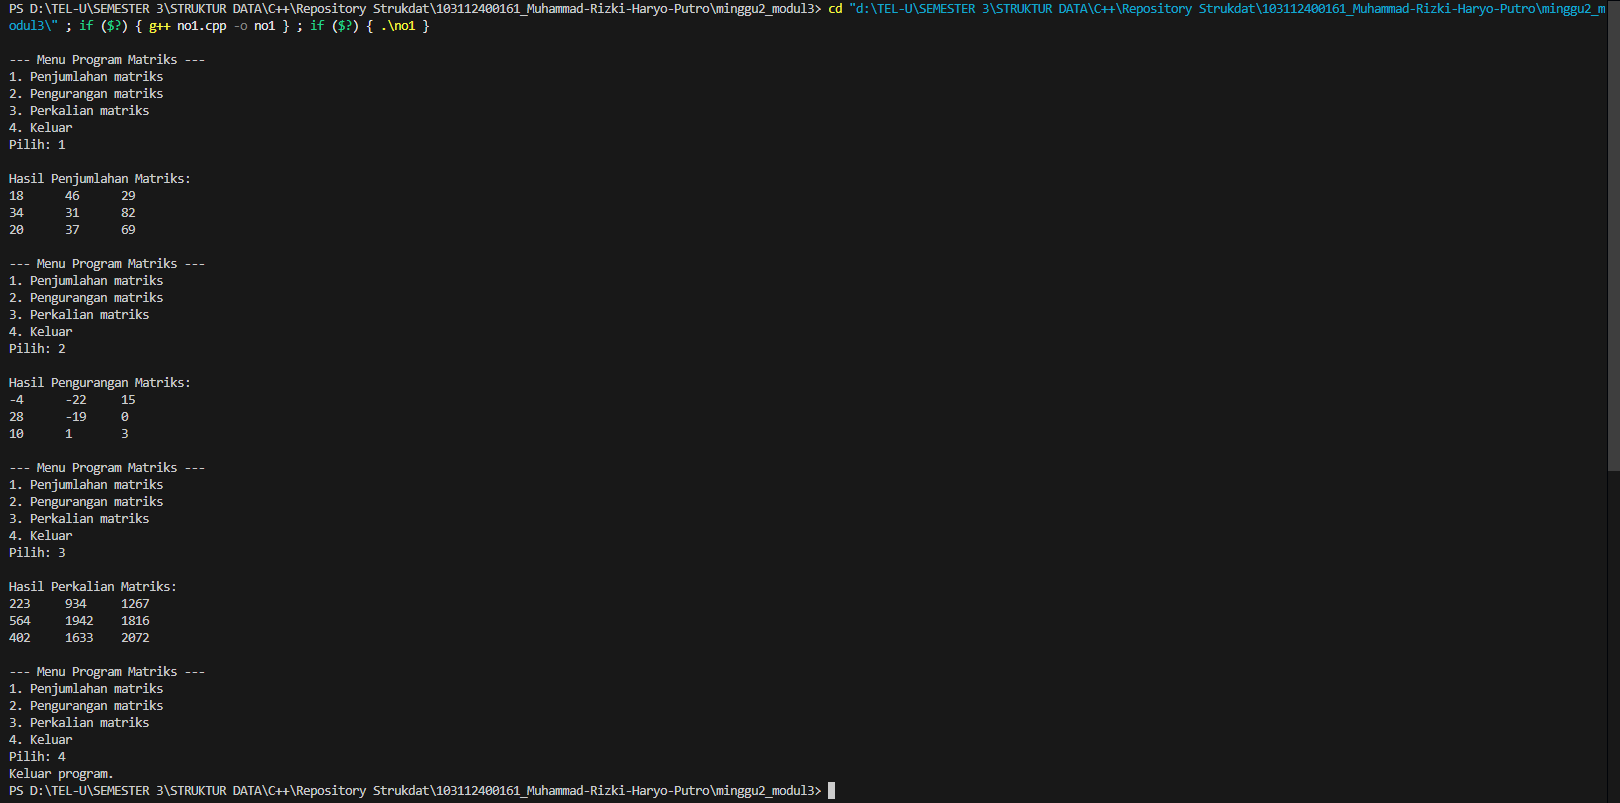 PS D:\TEL-U\SEMESTER 3\STRUKTUR DATA\C++\Repository Strukdat\103112400161_Muhammad-Rizki-Haryo-Putro\minggu2_modul3> cd "d:\TEL-U\SEMESTER 3\STRUKTUR DATA\C++\Repository Strukdat\103112400161_Muhammad-Rizki-Haryo-Putro\minggu2_m
odul3\" ; if ($?) { g++ no1.cpp -o no1 } ; if ($?) { .\no1 }
--- Menu Program Matriks ---
1. Penjumlahan matriks
2. Pengurangan matriks
3. Perkalian matriks
4. Keluar
Pilih: 1
Hasil Penjumlahan Matriks:
18 46 29
34 31 82
20 37 69
--- Menu Program Matriks ---
1. Penjumlahan matriks
2. Pengurangan matriks
3. Perkalian matriks
4. Keluar
Pilih: 2
Hasil Pengurangan Matriks:
-4 -22 15
28 -19 0
10 1 3
--- Menu Program Matriks ---
1. Penjumlahan matriks
2. Pengurangan matriks
3. Perkalian matriks
4. Keluar
Pilih: 3
Hasil Perkalian Matriks:
223 934 1267
564 1942 1816
402 1633 2072
--- Menu Program Matriks ---
1. Penjumlahan matriks
2. Pengurangan matriks
3. Perkalian matriks
4. Keluar
Pilih: 4
Keluar program.
PS D:\TEL-U\SEMESTER 3\STRUKTUR DATA\C++\Repository Strukdat\103112400161_Muhammad-Rizki-Haryo-Putro\minggu2_modul3>